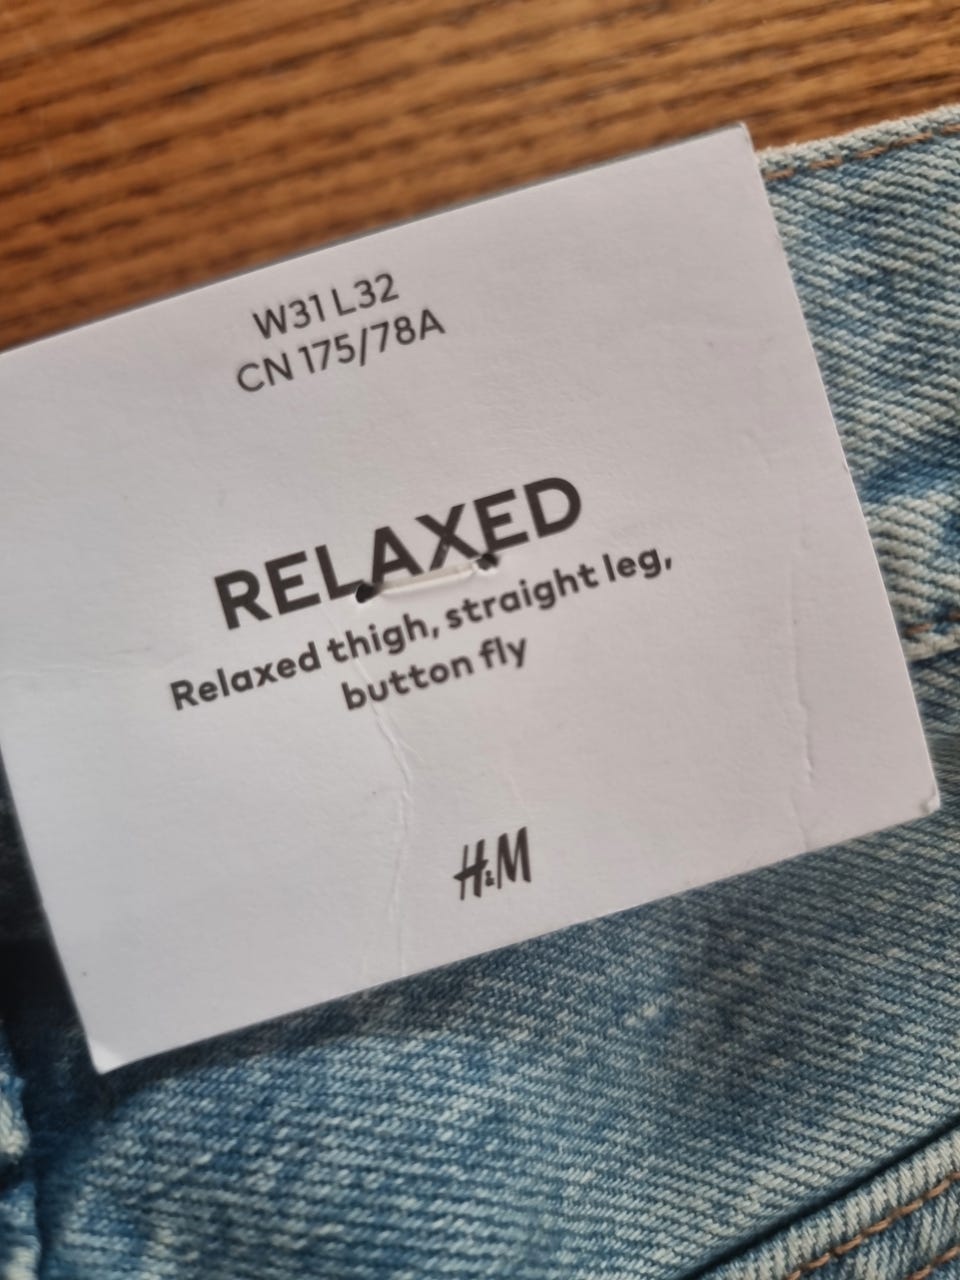 W31 L32
CN 175/78A
RELAXED
Relaxed thigh, straight leg,
button fly
H&M